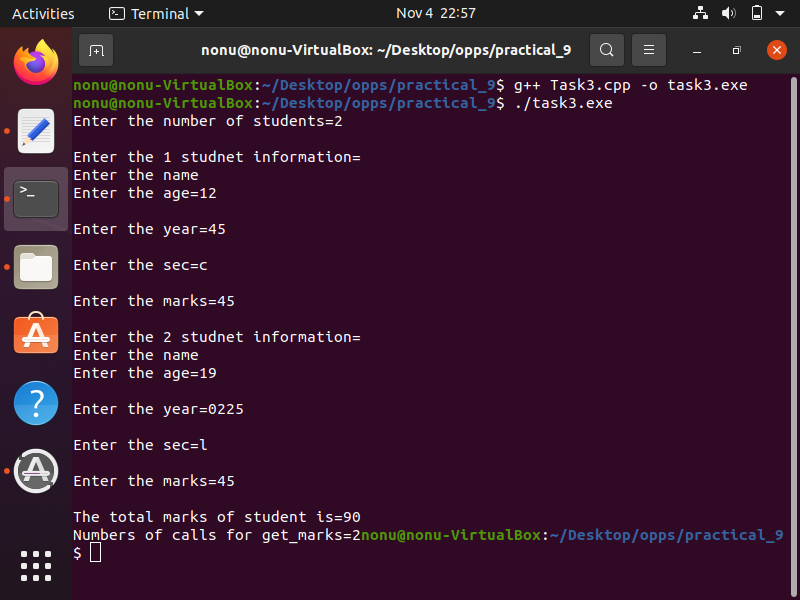 Activities Terminal Nov 4 22:57
nonu@nonu-VirtualBox: ~/Desktop/opps/practical_9
nonu@nonu-VirtualBox:~/Desktop/opps/practical_9$ g++ Task3.cpp -o task3.exe
nonu@nonu-VirtualBox:~/Desktop/opps/practical_9$ ./task3.exe
Enter the number of students=2
Enter the 1 studnet information=
Enter the name
Enter the age=12
Enter the year=45
Enter the sec=c
Enter the marks=45
Enter the 2 studnet information=
Enter the name
Enter the age=19
Enter the year=0225
Enter the sec=l
Enter the marks=45
The total marks of student is=90
Numbers of calls for get_marks=2nonu@nonu-VirtualBox:~/Desktop/opps/practical_9
$